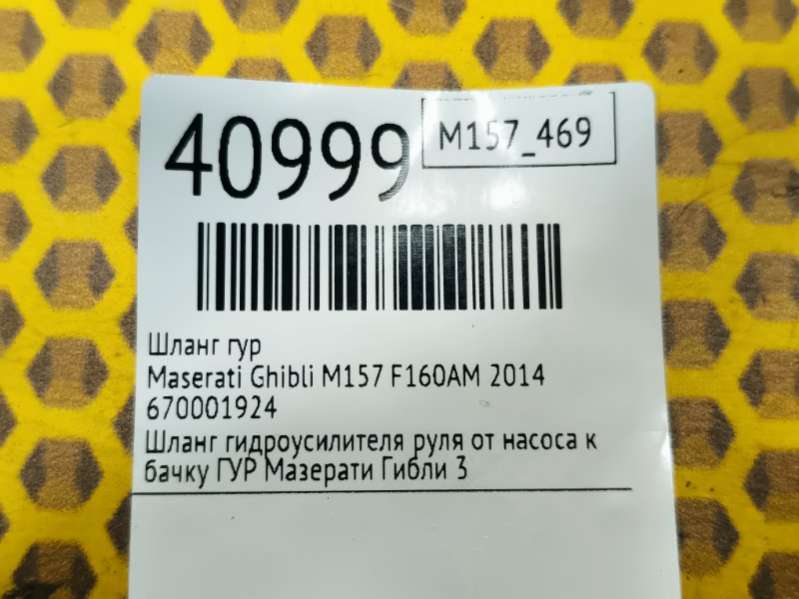 40999
M157_469
Шланг гур
Maserati Ghibli M157 F160AM 2014
670001924
Шланг гидроусилителя руля от насоса к
бачку ГУР Мазерати Гибли 3